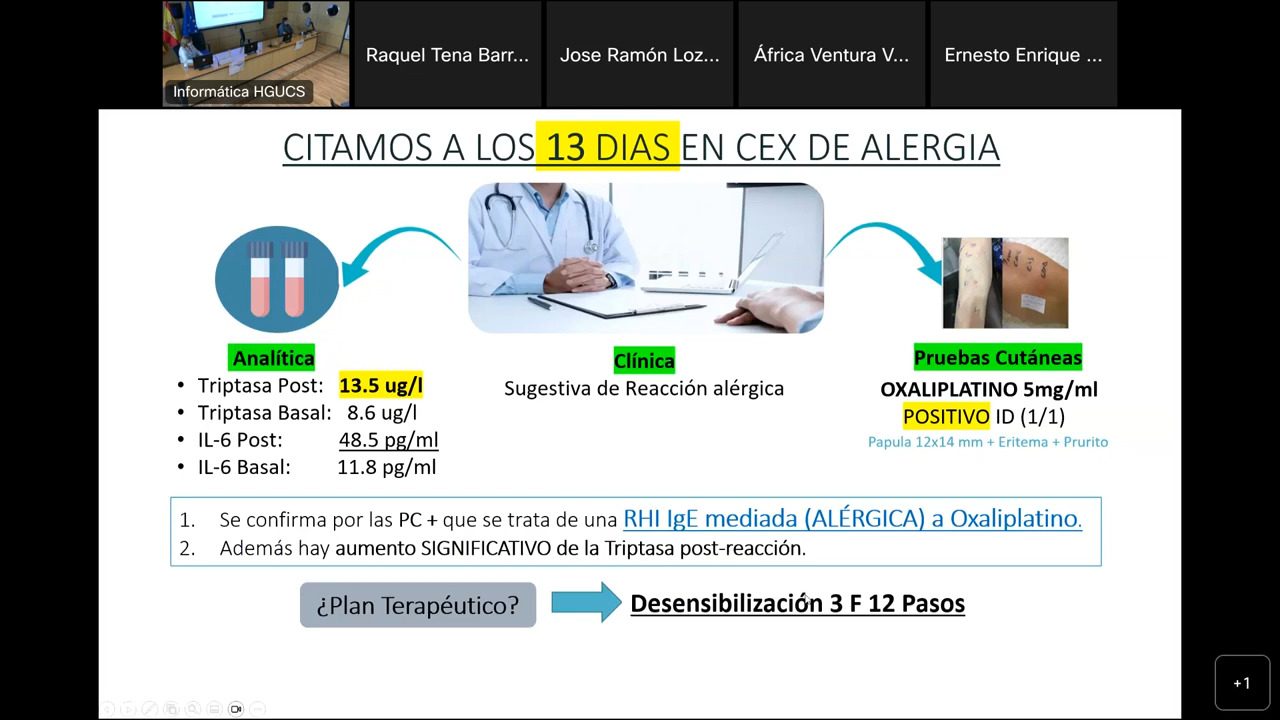 Informática HGUCS
Raquel Tena Barr...
Jose Ramón Loz...
África Ventura V...
Ernesto Enrique ...
CITAMOS A LOS 13 DIAS EN CEX DE ALERGIA
Analítica
• Triptasa Post: 13.5 ug/l
• Triptasa Basal: 8.6 ug/l
• IL-6 Post: 48.5 pg/ml
• IL-6 Basal: 11.8 pg/ml
Clínica
Sugestiva de Reacción alérgica
Pruebas Cutáneas
OXALIPLATINO 5mg/ml
POSITIVO ID (1/1)
Papula 12x14 mm + Eritema + Prurito
1. Se confirma por las PC + que se trata de una RHI IgE mediada (ALÉRGICA) a Oxaliplatino.
2. Además hay aumento SIGNIFICATIVO de la Triptasa post-reacción.
¿Plan Terapéutico?
Desensibilización 3 F 12 Pasos
+1